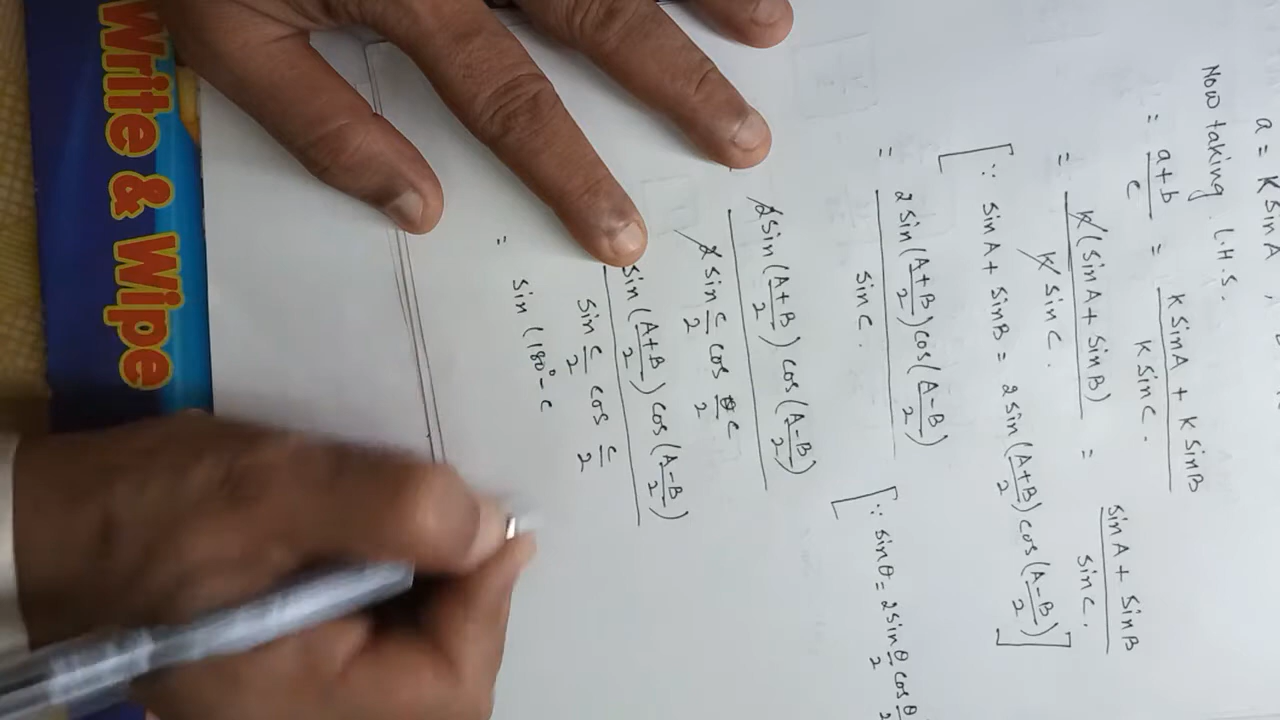 a = K sin A ,
Now taking L.H.S.
= a+b/c = K sin A + K sin B / K sin C.
= K(sin A + sin B) / K sin C. = sin A + sin B / sin C.
[∵ sin A + sin B = 2 sin (A+B/2) cos (A-B/2)]
= 2 sin (A+B/2) cos (A-B/2) / sin C. [∵ sin θ = 2 sin θ/2 cos θ/2
2 sin (A+B/2) cos (A-B/2) / 2 sin C/2 cos C/2
sin (A+B/2) cos (A-B/2) / sin C/2 cos C/2
= sin (180° - C
Write & Wipe